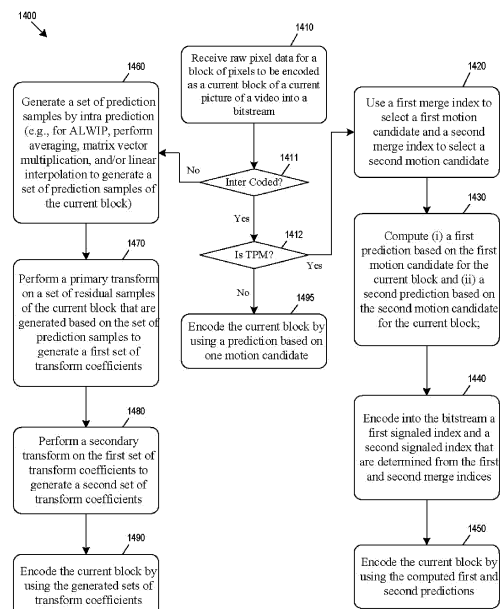 1400
1410
Receive raw pixel data for a
block of pixels to be encoded
as a current block of a current
picture of a video into a
bitstream
1411
Inter Coded?
No
Yes
1412
Is TPM?
Yes
No
1495
Encode the current block by
using a prediction based on
one motion candidate
1460
Generate a set of prediction
samples by intra prediction
(e.g., for ALWIP, perform
averaging, matrix vector
multiplication, and/or linear
interpolation to generate a
set of prediction samples of
the current block)
1470
Perform a primary transform
on a set of residual samples
of the current block that are
generated based on the set of
prediction samples to
generate a first set of
transform coefficients
1480
Perform a secondary
transform on the first set of
transform coefficients to
generate a second set of
transform coefficients
1490
Encode the current block by
using the generated sets of
transform coefficients
1420
Use a first merge index to
select a first motion
candidate and a second
merge index to select a
second motion candidate
1430
Compute (i) a first
prediction based on the
first motion candidate
for the current block and (ii) a
second prediction based on
the second motion candidate
for the current block;
1440
Encode into the bitstream a
first signaled index and a
second signaled index that
are determined from the first
and second merge indices
1450
Encode the current block by
using the computed first and
second predictions